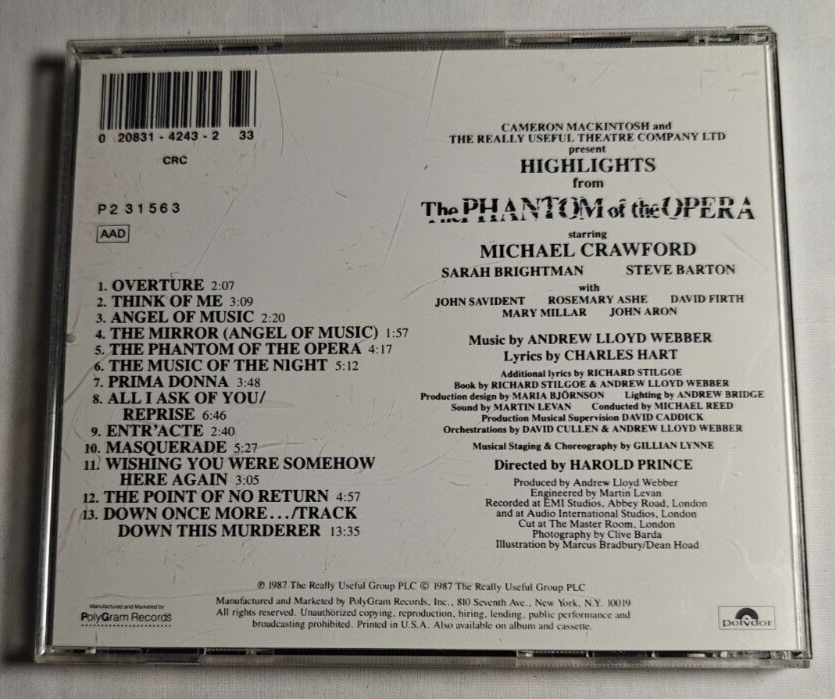 0 20831 - 4243 - 2 33
CRC
P2 31563
AAD
1. OVERTURE 2:07
2. THINK OF ME 3:09
3. ANGEL OF MUSIC 2:20
4. THE MIRROR (ANGEL OF MUSIC) 1:57
5. THE PHANTOM OF THE OPERA 4:17
6. THE MUSIC OF THE NIGHT 5:12
7. PRIMA DONNA 3:48
8. ALL I ASK OF YOU/
REPRISE 6:46
9. ENTR'ACTE 2:40
10. MASQUERADE 5:27
11. WISHING YOU WERE SOMEHOW
HERE AGAIN 3:05
12. THE POINT OF NO RETURN 4:57
13. DOWN ONCE MORE.../TRACK
DOWN THIS MURDERER 13:35
CAMERON MACKINTOSH and
THE REALLY USEFUL THEATRE COMPANY LTD
present
HIGHLIGHTS
from
The PHANTOM of the OPERA
starring
MICHAEL CRAWFORD
SARAH BRIGHTMAN STEVE BARTON
with
JOHN SAVIDENT ROSEMARY ASHE DAVID FIRTH
MARY MILLAR JOHN ARON
Music by ANDREW LLOYD WEBBER
Lyrics by CHARLES HART
Additional lyrics by RICHARD STILGOE
Book by RICHARD STILGOE & ANDREW LLOYD WEBBER
Production design by MARIA BJÖRNSON Lighting by ANDREW BRIDGE
Sound by MARTIN LEVAN Conducted by MICHAEL REED
Production Musical Supervision DAVID CADDICK
Orchestrations by DAVID CULLEN & ANDREW LLOYD WEBBER
Musical Staging & Choreography by GILLIAN LYNNE
Directed by HAROLD PRINCE
Produced by Andrew Lloyd Webber
Engineered by Martin Levan
Recorded at EMI Studios, Abbey Road, London
and at Audio International Studios, London
Cut at The Master Room, London
Photography by Clive Barda
Illustration by Marcus Bradbury/Dean Hoad
℗ 1987 The Really Useful Group PLC © 1987 The Really Useful Group PLC
Manufactured and Marketed by
PolyGram Records
Manufactured and Marketed by PolyGram Records, Inc., 810 Seventh Ave., New York, N.Y. 10019
All rights reserved. Unauthorized copying, reproduction, hiring, lending, public performance and
broadcasting prohibited. Printed in U.S.A. Also available on album and cassette.
polydor